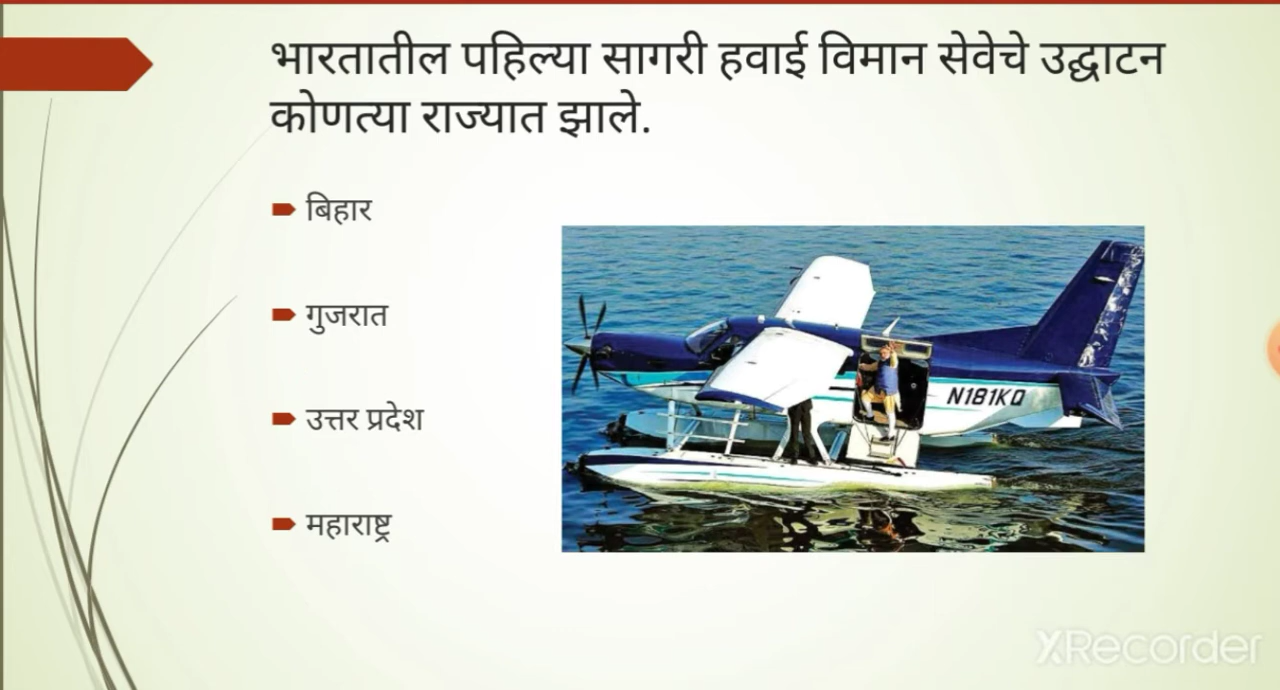 भारतातील पहिल्या सागरी हवाई विमान सेवेचे उद्घाटन
कोणत्या राज्यात झाले.
बिहार
गुजरात
उत्तर प्रदेश
महाराष्ट्र
N181KQ
XRecorder